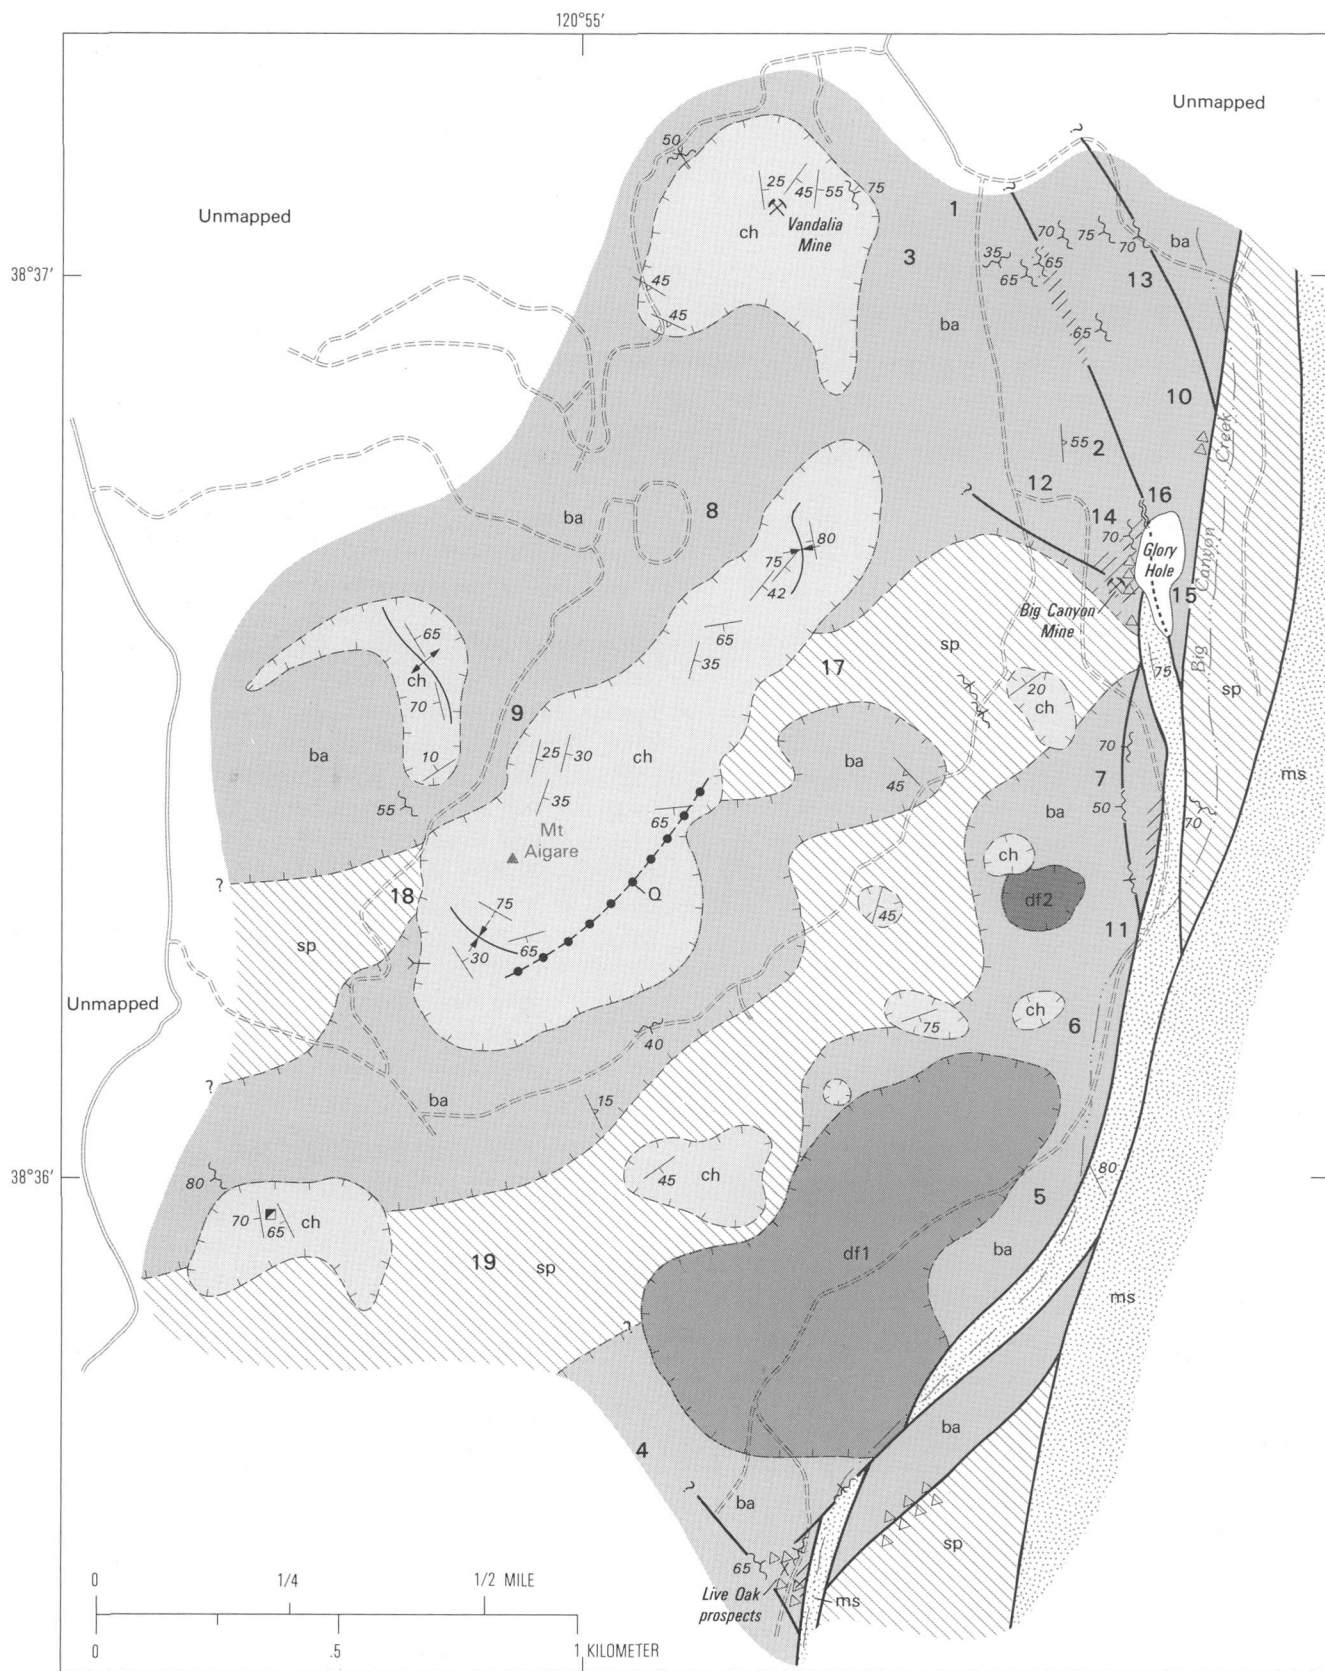 120°55′
Unmapped
?
50
25
45
55
75
1
Unmapped
ch
Vandalia
Mine
?
70
75
70
ba
3
35
65
65
13
38°37′
45
45
ba
65
10
55
2
Creek
12
16
8
ba
?
14
70
80
75
42
Glory
Hole
Canyon
15
Big Canyon
Mine
65
65
sp
17
35
ch
70
75
Big
sp
20
ch
9
25
30
ch
ba
10
ba
45
70
7
ms
55
35
65
50
70
ba
Mt
Aigare
ch
?
18
Q
df2
75
45
11
sp
30
65
Unmapped
75
ch
6
40
?
ba
15
38°36′
80
80
45
ch
5
70
65
ch
19
sp
df1
ba
ms
?
ba
4
?
ba
sp
65
0
1/4
1/2 MILE
Live Oak
prospects
ms
0
.5
1 KILOMETER